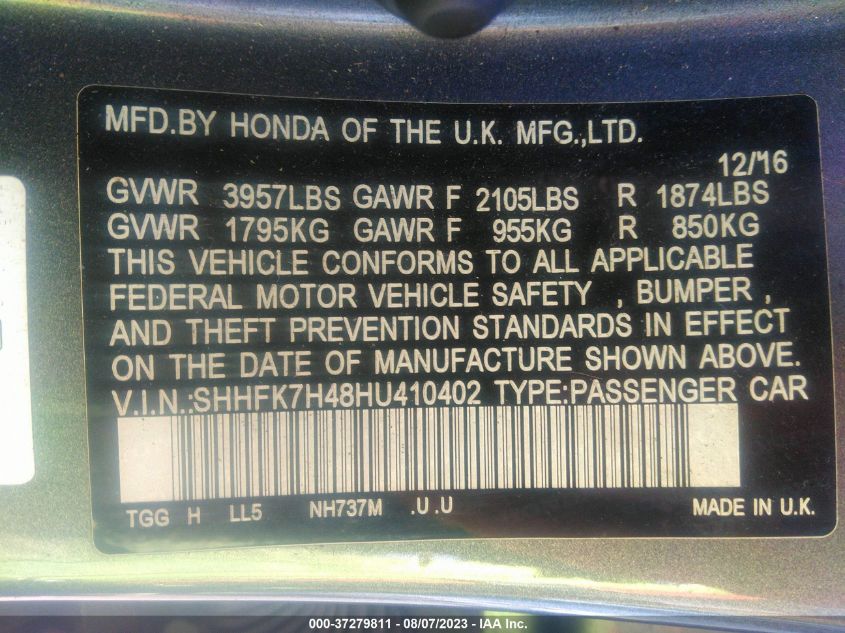 MFD.BY HONDA OF THE U.K. MFG.,LTD.
12/'16
GVWR 3957LBS GAWR F 2105LBS R 1874LBS
GVWR 1795KG GAWR F 955KG R 850KG
THIS VEHICLE CONFORMS TO ALL APPLICABLE
FEDERAL MOTOR VEHICLE SAFETY , BUMPER ,
AND THEFT PREVENTION STANDARDS IN EFFECT
ON THE DATE OF MANUFACTURE SHOWN ABOVE.
V.I.N.:SHHFK7H48HU410402 TYPE:PASSENGER CAR
TGG H LL5 NH737M .U .U MADE IN U.K.
000-37279811 - 08/07/2023 - IAA Inc.